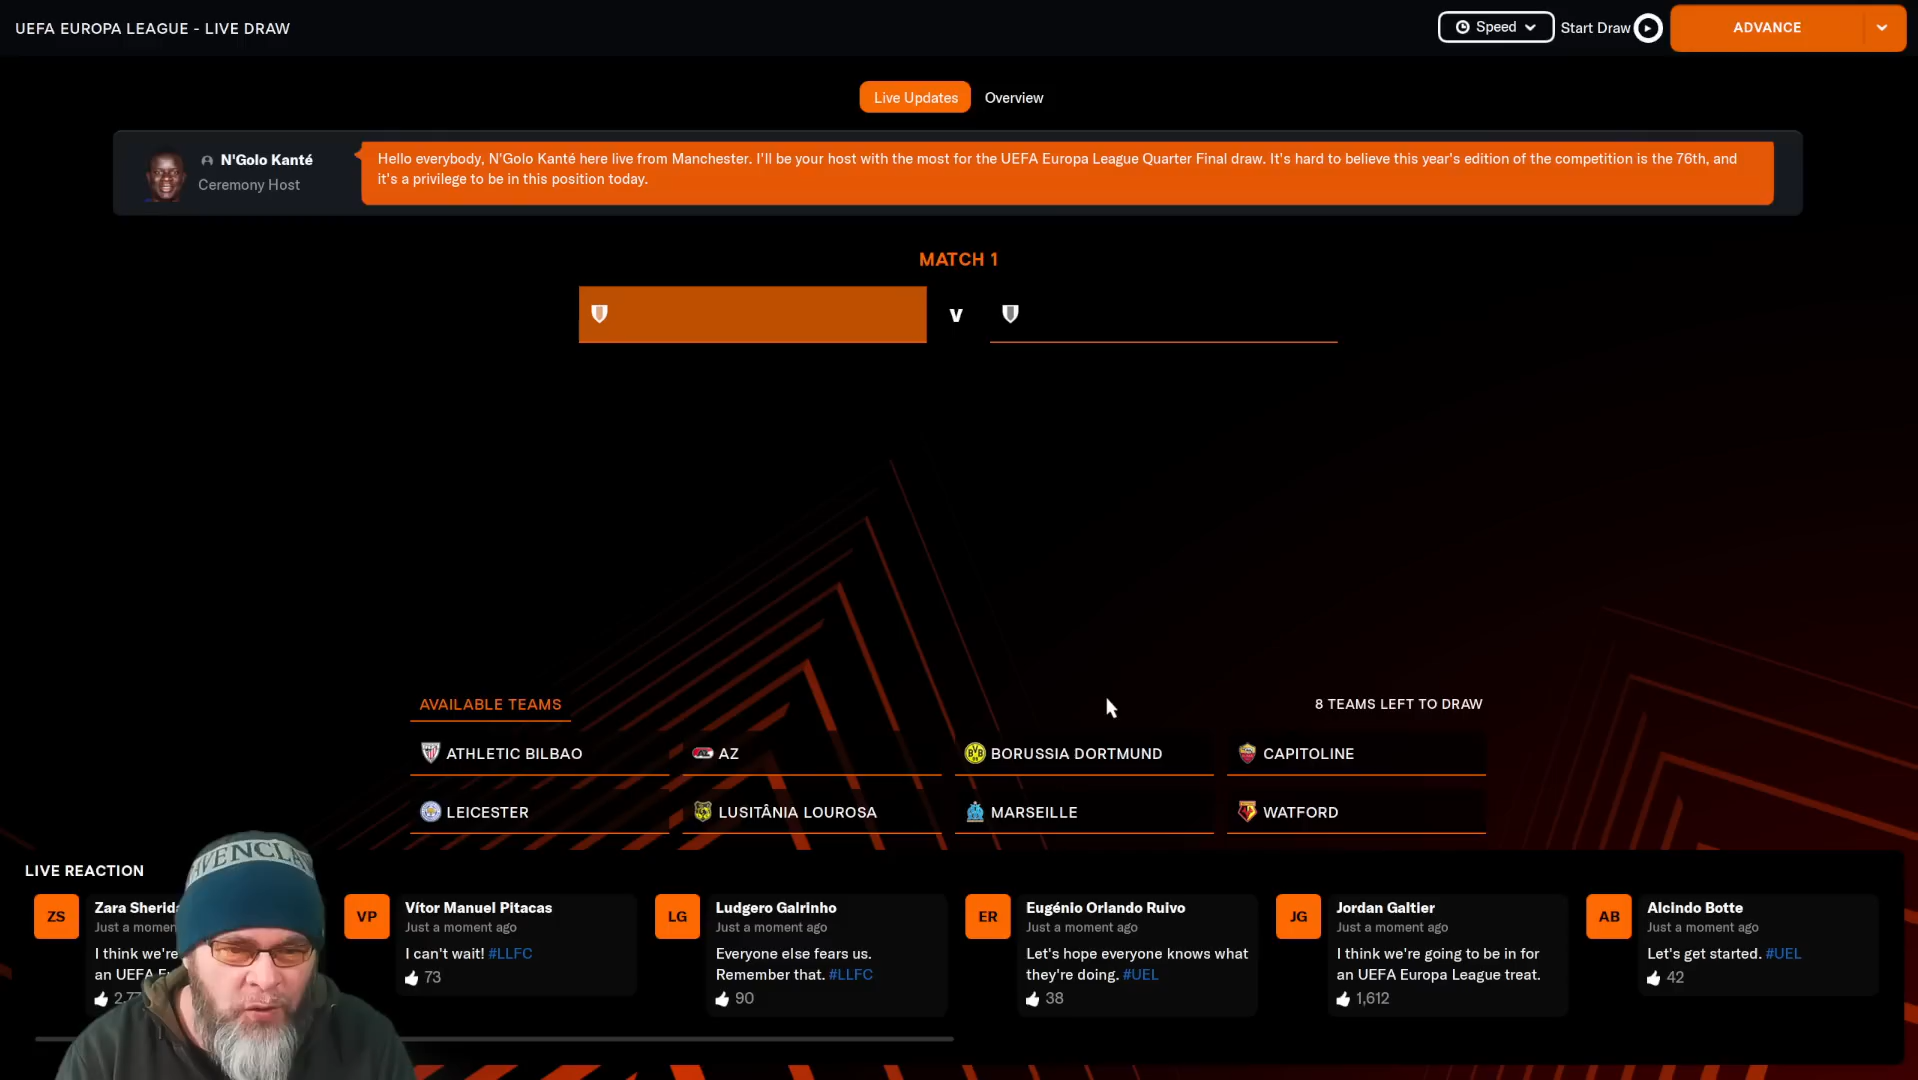 UEFA EUROPA LEAGUE - LIVE DRAW
Speed
Start Draw
ADVANCE
Live Updates
Overview
N'Golo Kanté
Ceremony Host
Hello everybody, N'Golo Kanté here live from Manchester. I'll be your host with the most for the UEFA Europa League Quarter Final draw. It's hard to believe this year's edition of the competition is the 76th, and
it's a privilege to be in this position today.
MATCH 1
v
AVAILABLE TEAMS
8 TEAMS LEFT TO DRAW
ATHLETIC BILBAO
AZ
BORUSSIA DORTMUND
CAPITOLINE
LEICESTER
LUSITÂNIA LOUROSA
MARSEILLE
WATFORD
LIVE REACTION
ZS
Zara Sherida
Just a momen
I think we're
an UEFA
VP
Vítor Manuel Pitacas
Just a moment ago
I can't wait! #LLFC
73
LG
Ludgero Galrinho
Just a moment ago
Everyone else fears us.
Remember that. #LLFC
90
ER
Eugénio Orlando Ruivo
Just a moment ago
Let's hope everyone knows what
they're doing. #UEL
38
JG
Jordan Galtier
Just a moment ago
I think we're going to be in for
an UEFA Europa League treat.
1,612
AB
Alcindo Botte
Just a moment ago
Let's get started. #UEL
42